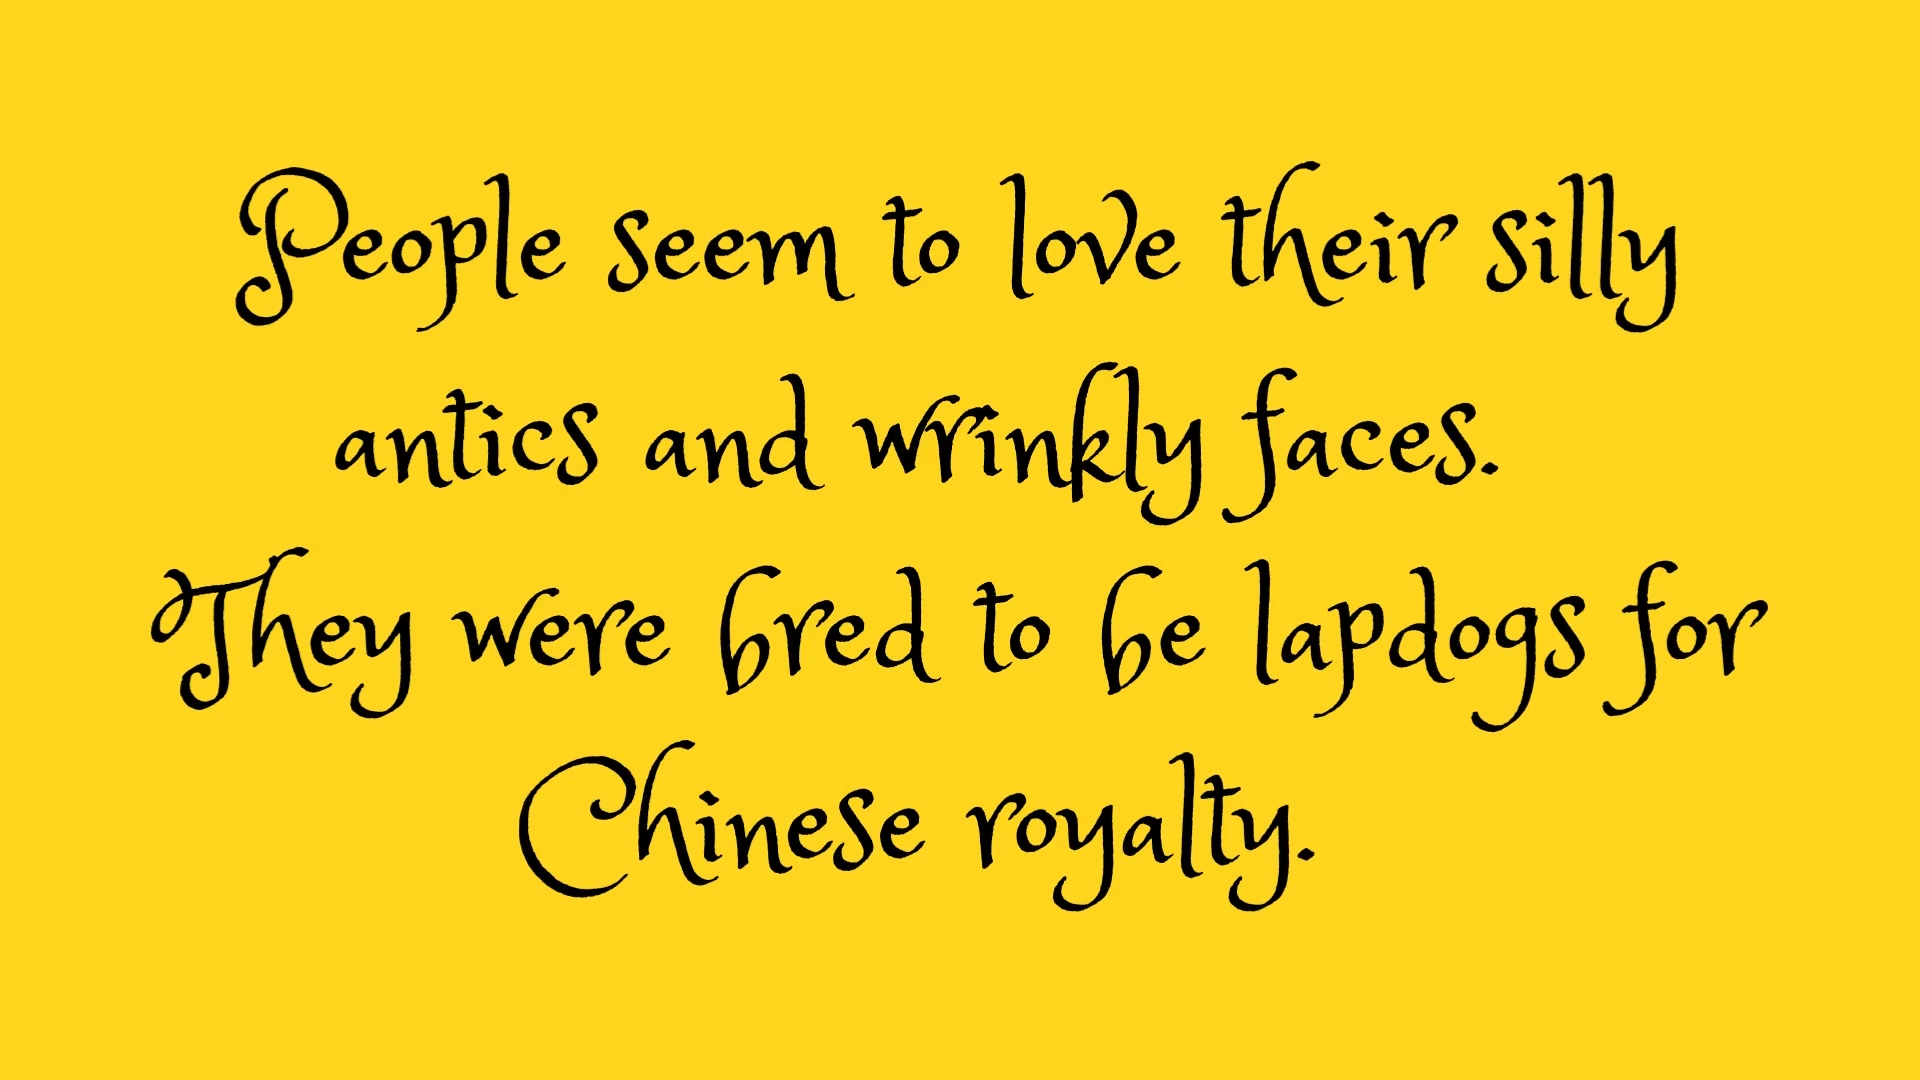 People seem to love their silly
antics and wrinkly faces.
They were bred to be lapdogs for
Chinese royalty.